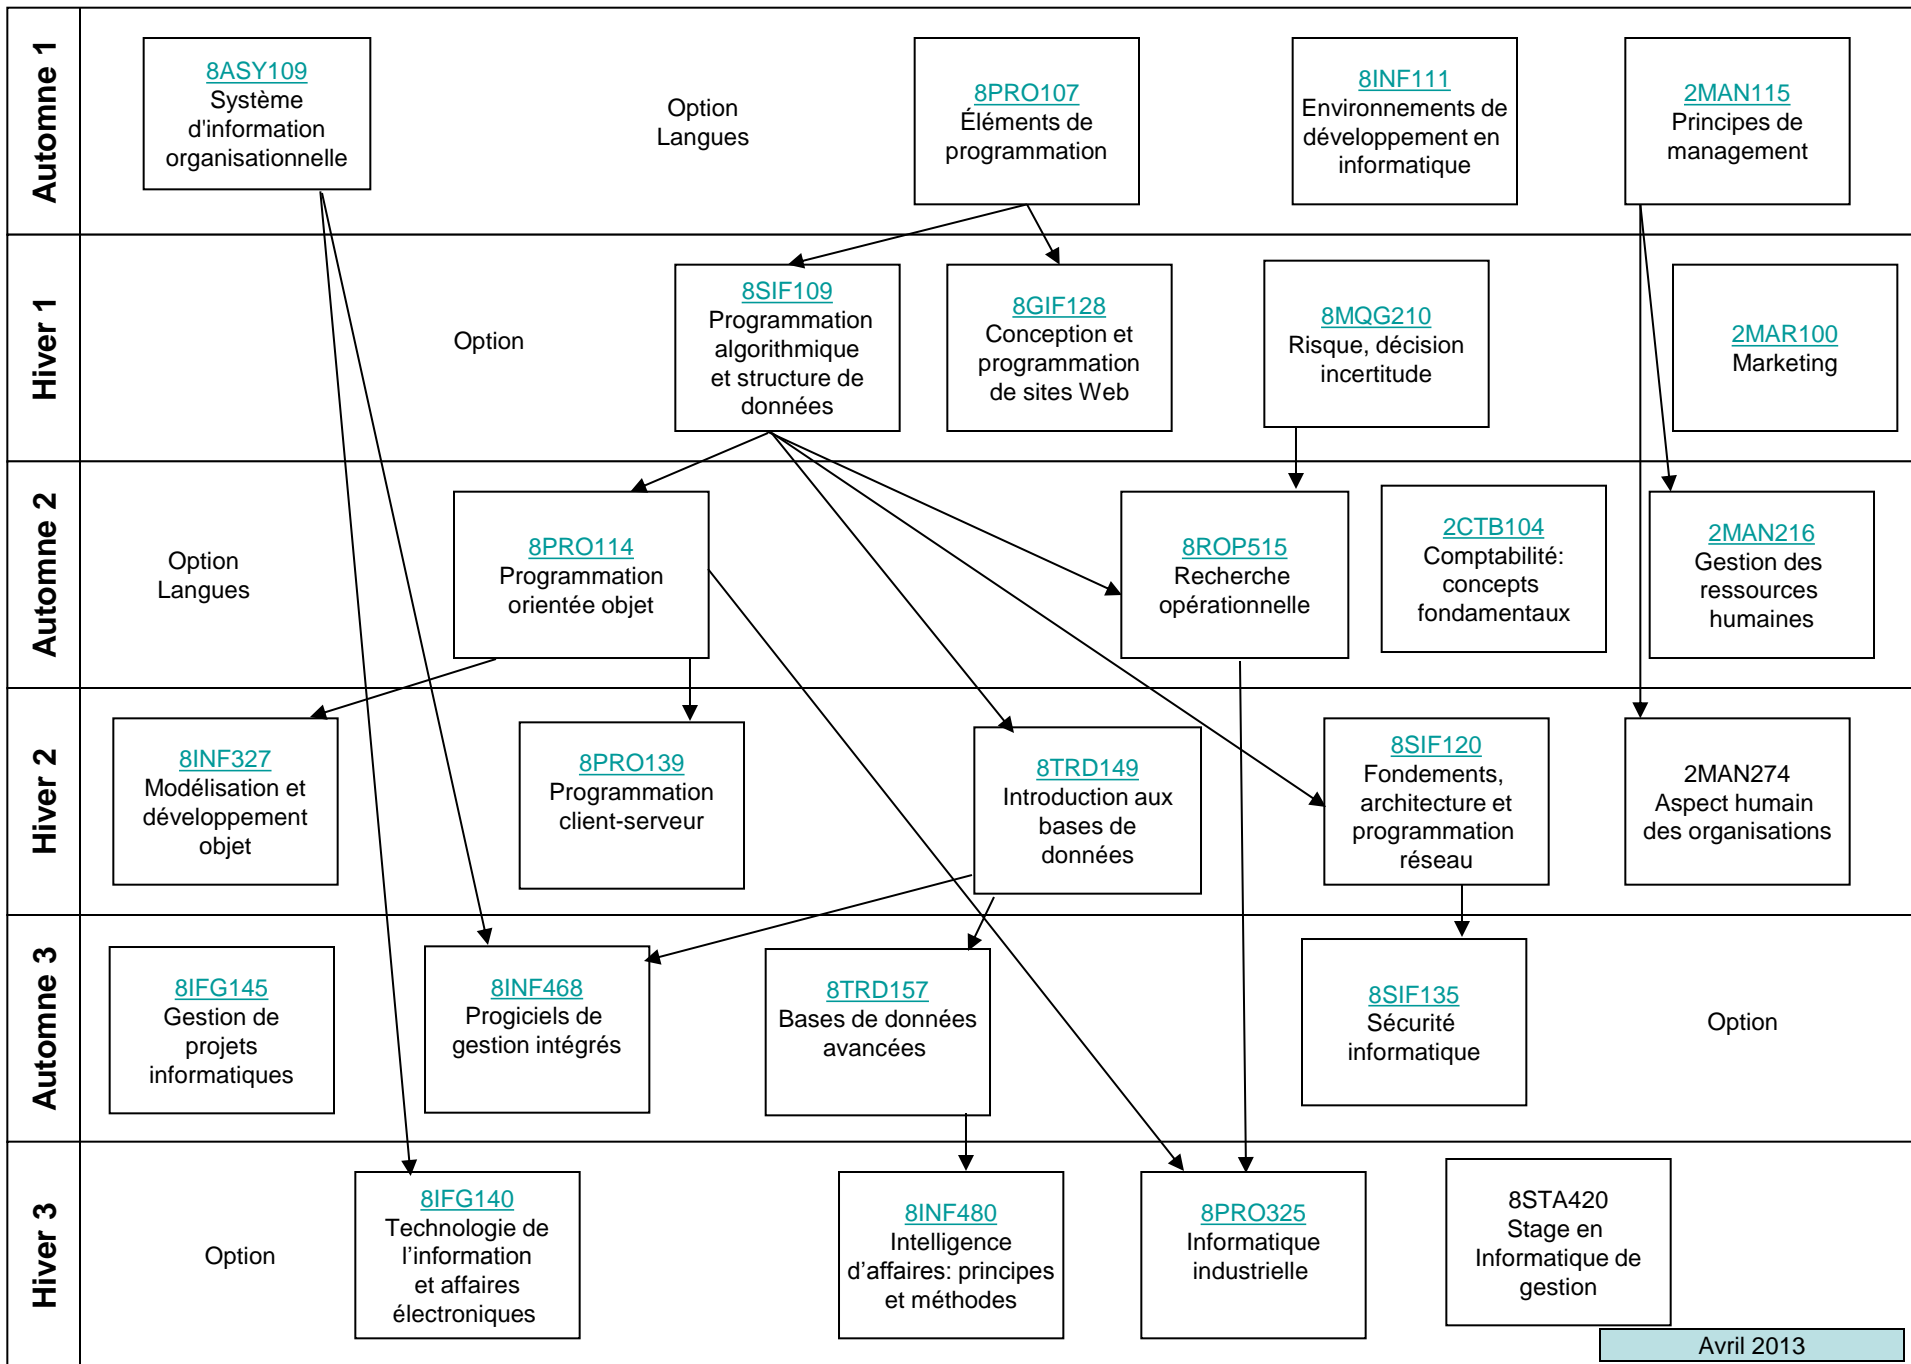 Automne 1
8ASY109
Système
d'information
organisationnelle
Option
Langues
8PRO107
Éléments de
programmation
8INF111
Environnements de
développement en
informatique
2MAN115
Principes de
management
Hiver 1
Option
8SIF109
Programmation
algorithmique
et structure de
données
8GIF128
Conception et
programmation
de sites Web
8MQG210
Risque, décision
incertitude
2MAR100
Marketing
Automne 2
Option
Langues
8PRO114
Programmation
orientée objet
8ROP515
Recherche
opérationnelle
2CTB104
Comptabilité:
concepts
fondamentaux
2MAN216
Gestion des
ressources
humaines
Hiver 2
8INF327
Modélisation et
développement
objet
8PRO139
Programmation
client-serveur
8TRD149
Introduction aux
bases de
données
8SIF120
Fondements,
architecture et
programmation
réseau
2MAN274
Aspect humain
des organisations
Automne 3
8IFG145
Gestion de
projets
informatiques
8INF468
Progiciels de
gestion intégrés
8TRD157
Bases de données
avancées
8SIF135
Sécurité
informatique
Option
Hiver 3
Option
8IFG140
Technologie de
l’information
et affaires
électroniques
8INF480
Intelligence
d’affaires: principes
et méthodes
8PRO325
Informatique
industrielle
8STA420
Stage en
Informatique de
gestion
Avril 2013